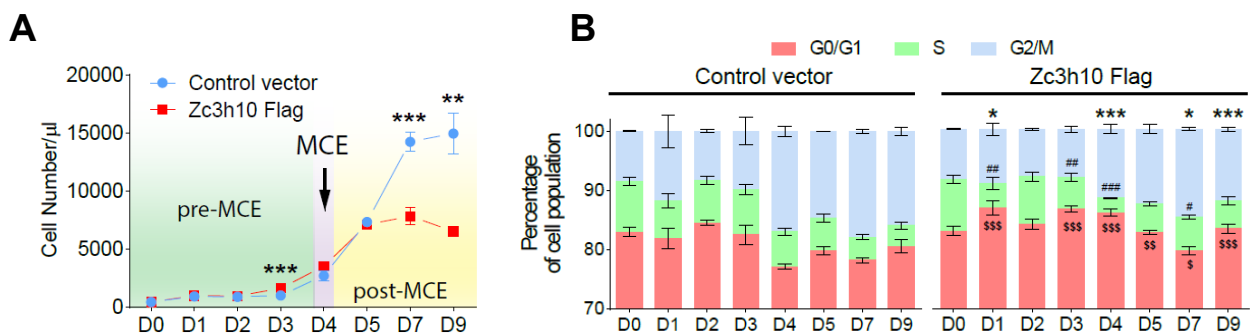 A
Cell Number/µl
20000
15000
10000
5000
0
Control vector
Zc3h10 Flag
MCE
pre-MCE
post-MCE
***
***
**
D0 D1 D2 D3 D4 D5 D7 D9
B
G0/G1 S G2/M
Control vector Zc3h10 Flag
Percentage
of cell population
100
90
80
70
* *** * ***
## ## ### #
$$$ $$$ $$$ $$ $ $$$
D0 D1 D2 D3 D4 D5 D7 D9 D0 D1 D2 D3 D4 D5 D7 D9